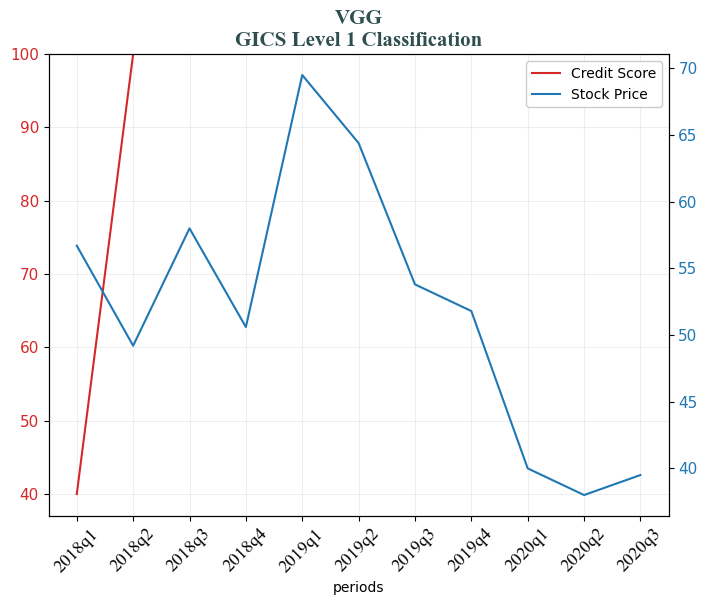 VGG
GICS Level 1 Classification
Credit Score
Stock Price
100
90
80
70
60
50
40
70
65
60
55
50
45
40
2018q1
2018q2
2018q3
2018q4
2019q1
2019q2
2019q3
2019q4
2020q1
2020q2
2020q3
periods